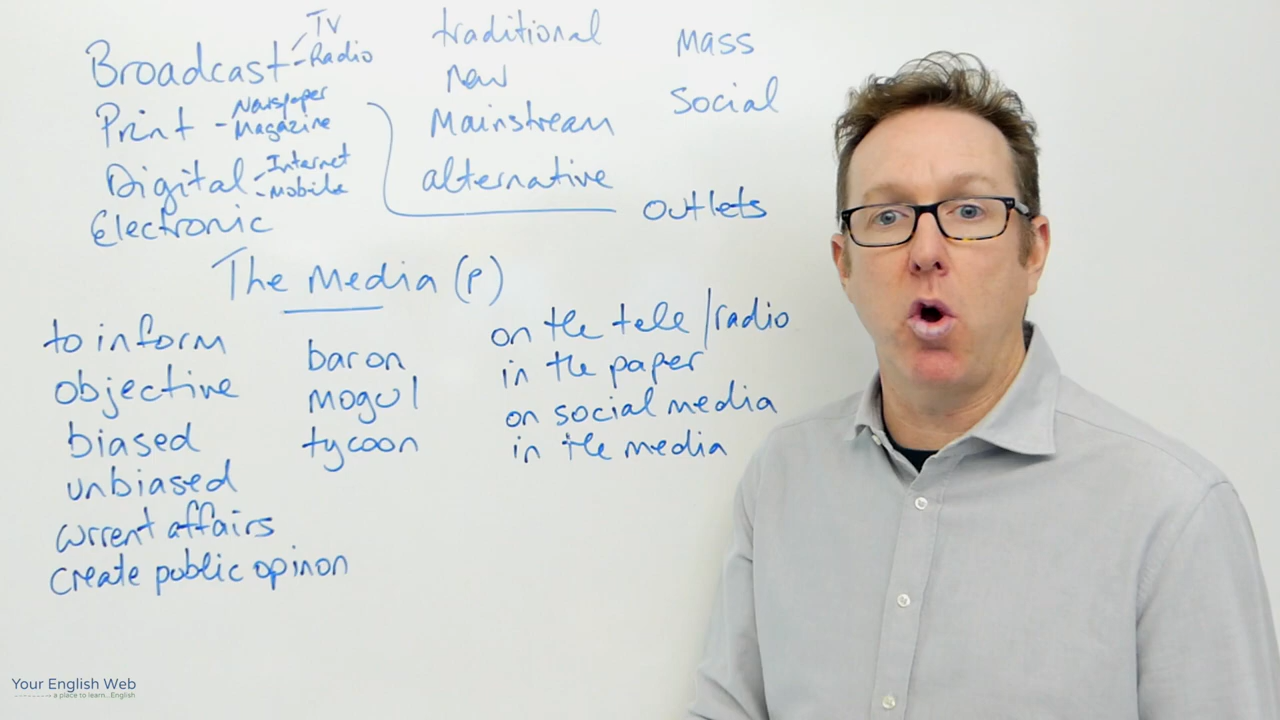 Broadcast
TV
Radio
Print - Newspaper
Magazine
Digital - Internet
- Mobile
Electronic
traditional
new
Mainstream
alternative
Mass
Social
outlets
The Media (P)
to inform
objective
biased
unbiased
current affairs
create public opinon
baron
mogul
tycoon
on the tele/radio
in the paper
on social media
in the media
Your English Web
a place to learn...English